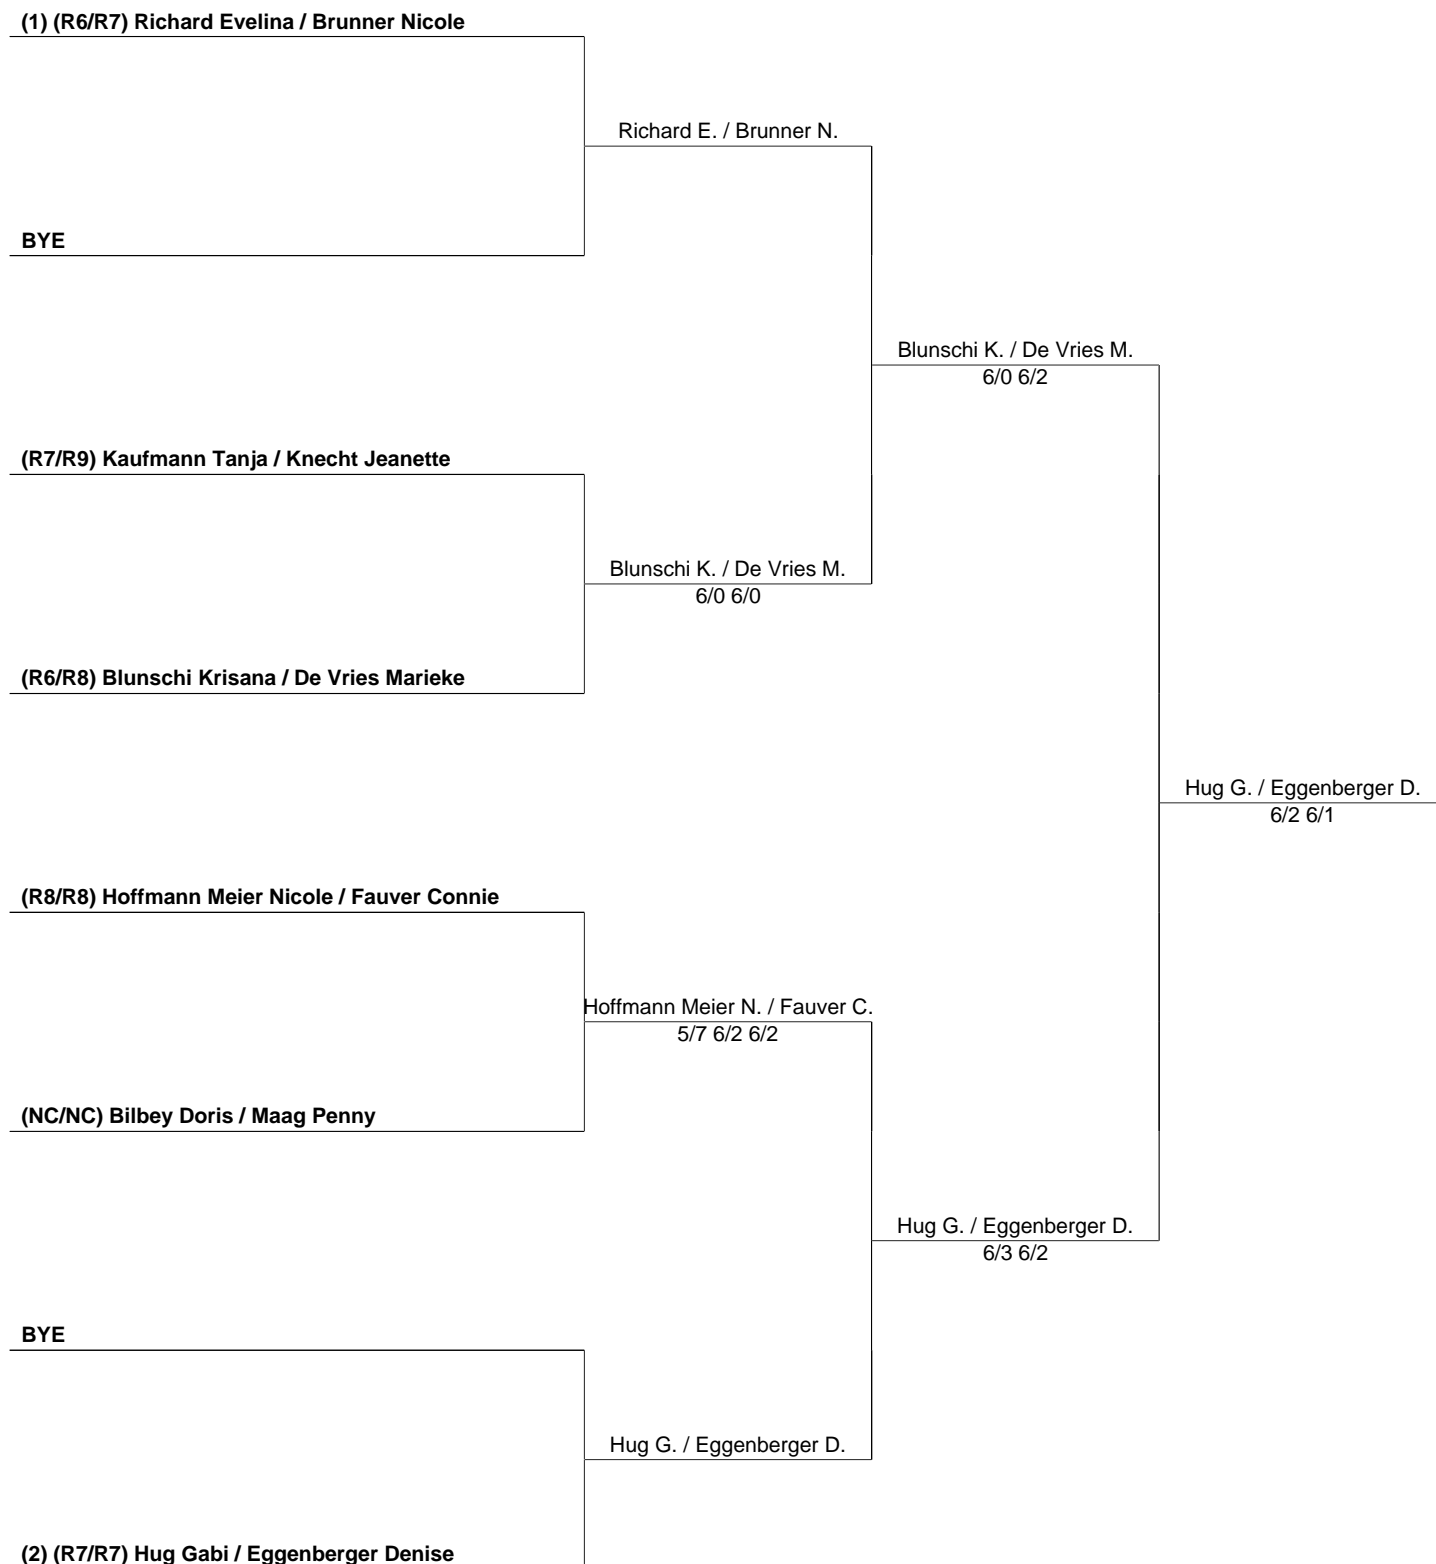 (1) (R6/R7) Richard Evelina / Brunner Nicole
Richard E. / Brunner N.
BYE
Blunschi K. / De Vries M.
6/0 6/2
(R7/R9) Kaufmann Tanja / Knecht Jeanette
Blunschi K. / De Vries M.
6/0 6/0
(R6/R8) Blunschi Krisana / De Vries Marieke
Hug G. / Eggenberger D.
6/2 6/1
(R8/R8) Hoffmann Meier Nicole / Fauver Connie
Hoffmann Meier N. / Fauver C.
5/7 6/2 6/2
(NC/NC) Bilbey Doris / Maag Penny
Hug G. / Eggenberger D.
6/3 6/2
BYE
Hug G. / Eggenberger D.
(2) (R7/R7) Hug Gabi / Eggenberger Denise